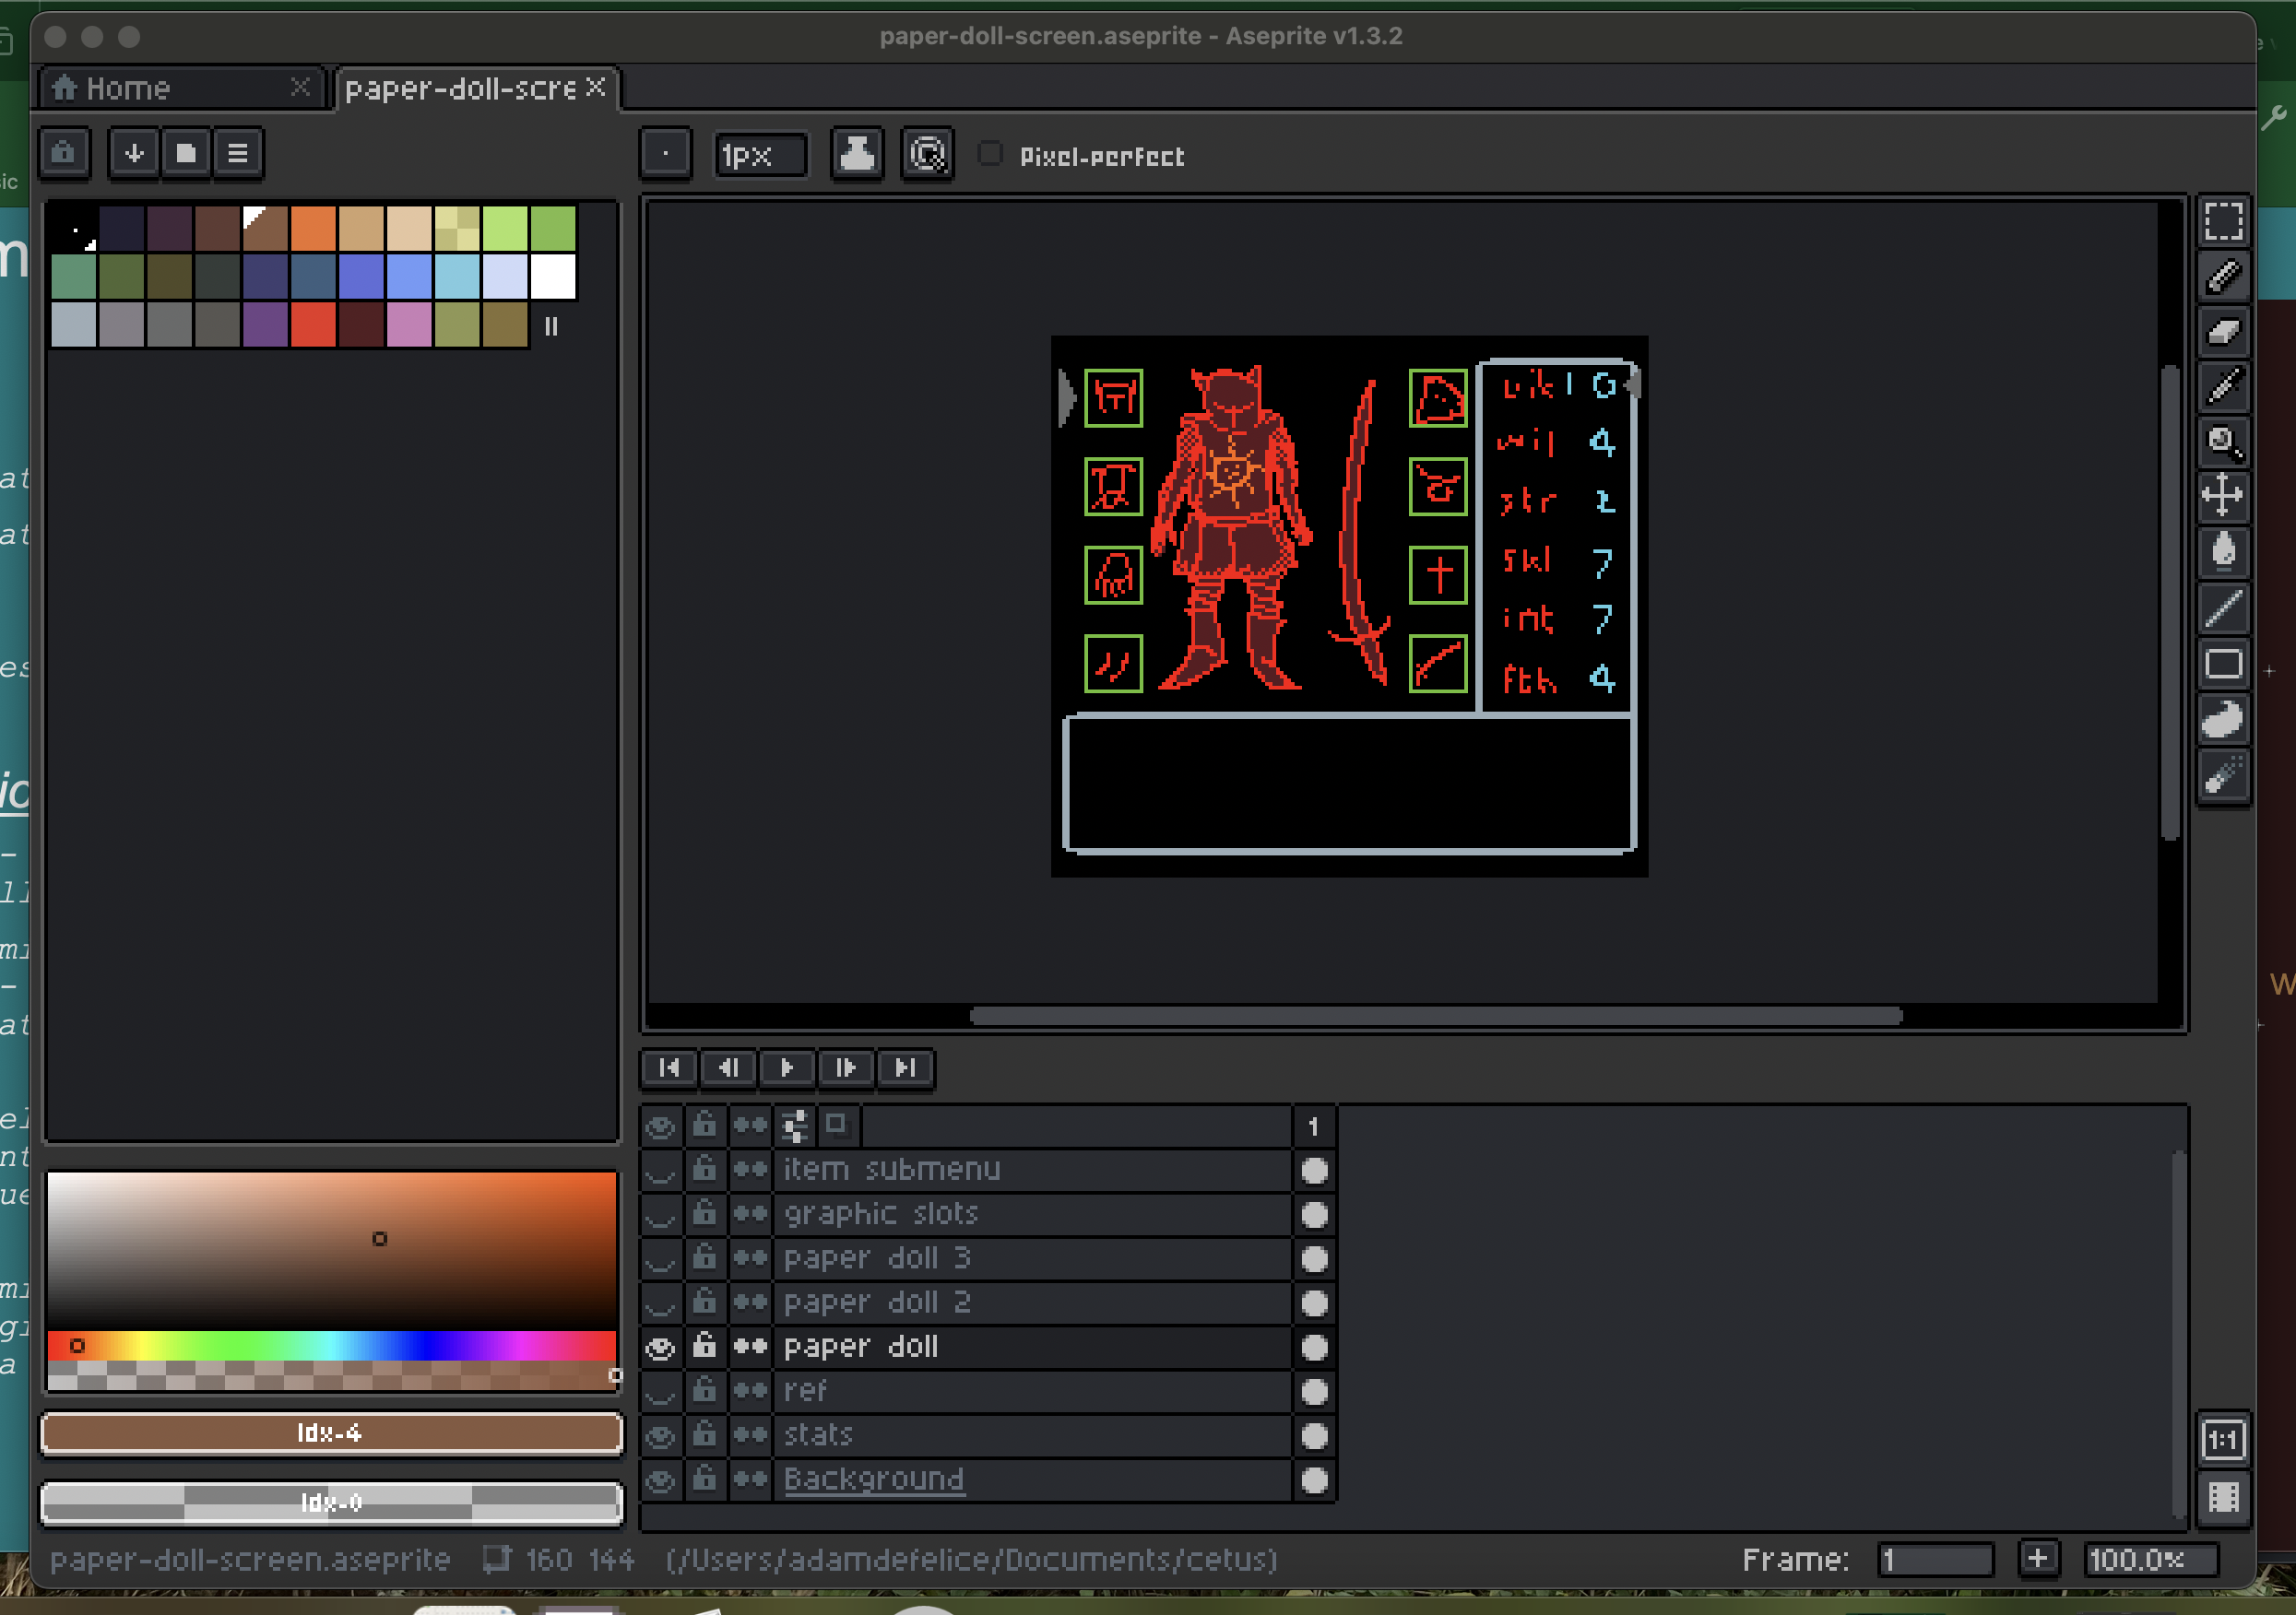 paper-doll-screen.aseprite - Aseprite v1.3.2
Home
paper-doll-scre
1px
Pixel-perfect
vik 10
wil 4
str 2
skl 7
int 7
fth 4
1
item submenu
graphic slots
paper doll 3
paper doll 2
paper doll
ref
stats
Background
Idx-4
Idx-0
1:1
paper-doll-screen.aseprite 160 144 (/Users/adamdefelice/Documents/cetus)
Frame: 1 + 100.0%